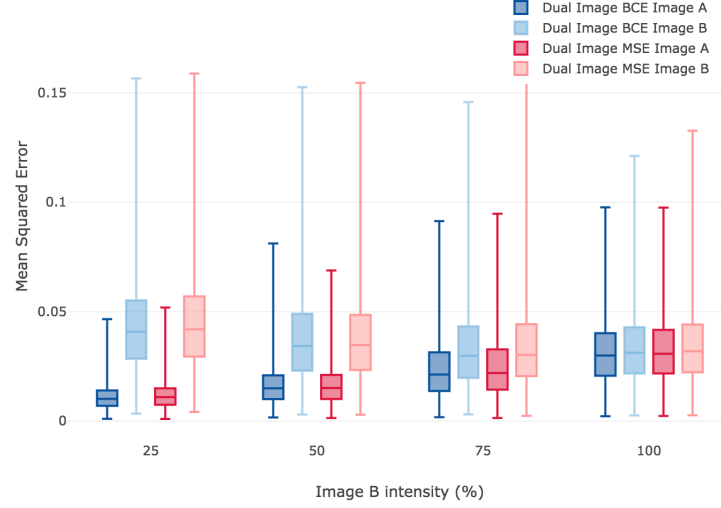 Dual Image BCE Image A
Dual Image BCE Image B
Dual Image MSE Image A
Dual Image MSE Image B
0.15
0.1
0.05
0
Mean Squared Error
25 50 75 100
Image B intensity (%)